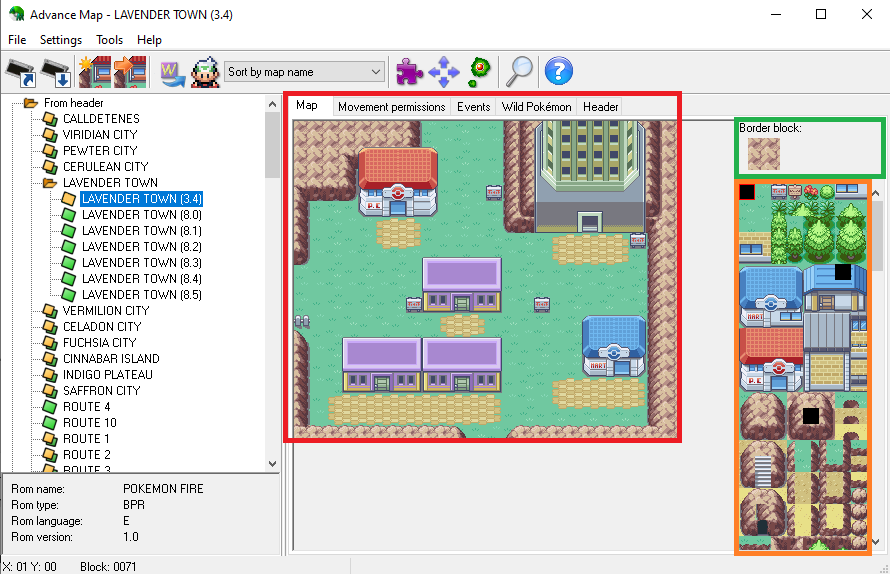 Advance Map - LAVENDER TOWN (3.4)
File Settings Tools Help
Sort by map name
From header
CALLDETENES
VIRIDIAN CITY
PEWTER CITY
CERULEAN CITY
LAVENDER TOWN
LAVENDER TOWN (3.4)
LAVENDER TOWN (8.0)
LAVENDER TOWN (8.1)
LAVENDER TOWN (8.2)
LAVENDER TOWN (8.3)
LAVENDER TOWN (8.4)
LAVENDER TOWN (8.5)
VERMILION CITY
CELADON CITY
FUCHSIA CITY
CINNABAR ISLAND
INDIGO PLATEAU
SAFFRON CITY
ROUTE 4
ROUTE 10
ROUTE 1
ROUTE 2
ROUTE 3
Rom name: POKEMON FIRE
Rom type: BPR
Rom language: E
Rom version: 1.0
X: 01 Y: 00 Block: 0071
Map Movement permissions Events Wild Pokémon Header
P.C
MART
Border block:
MART
P.C